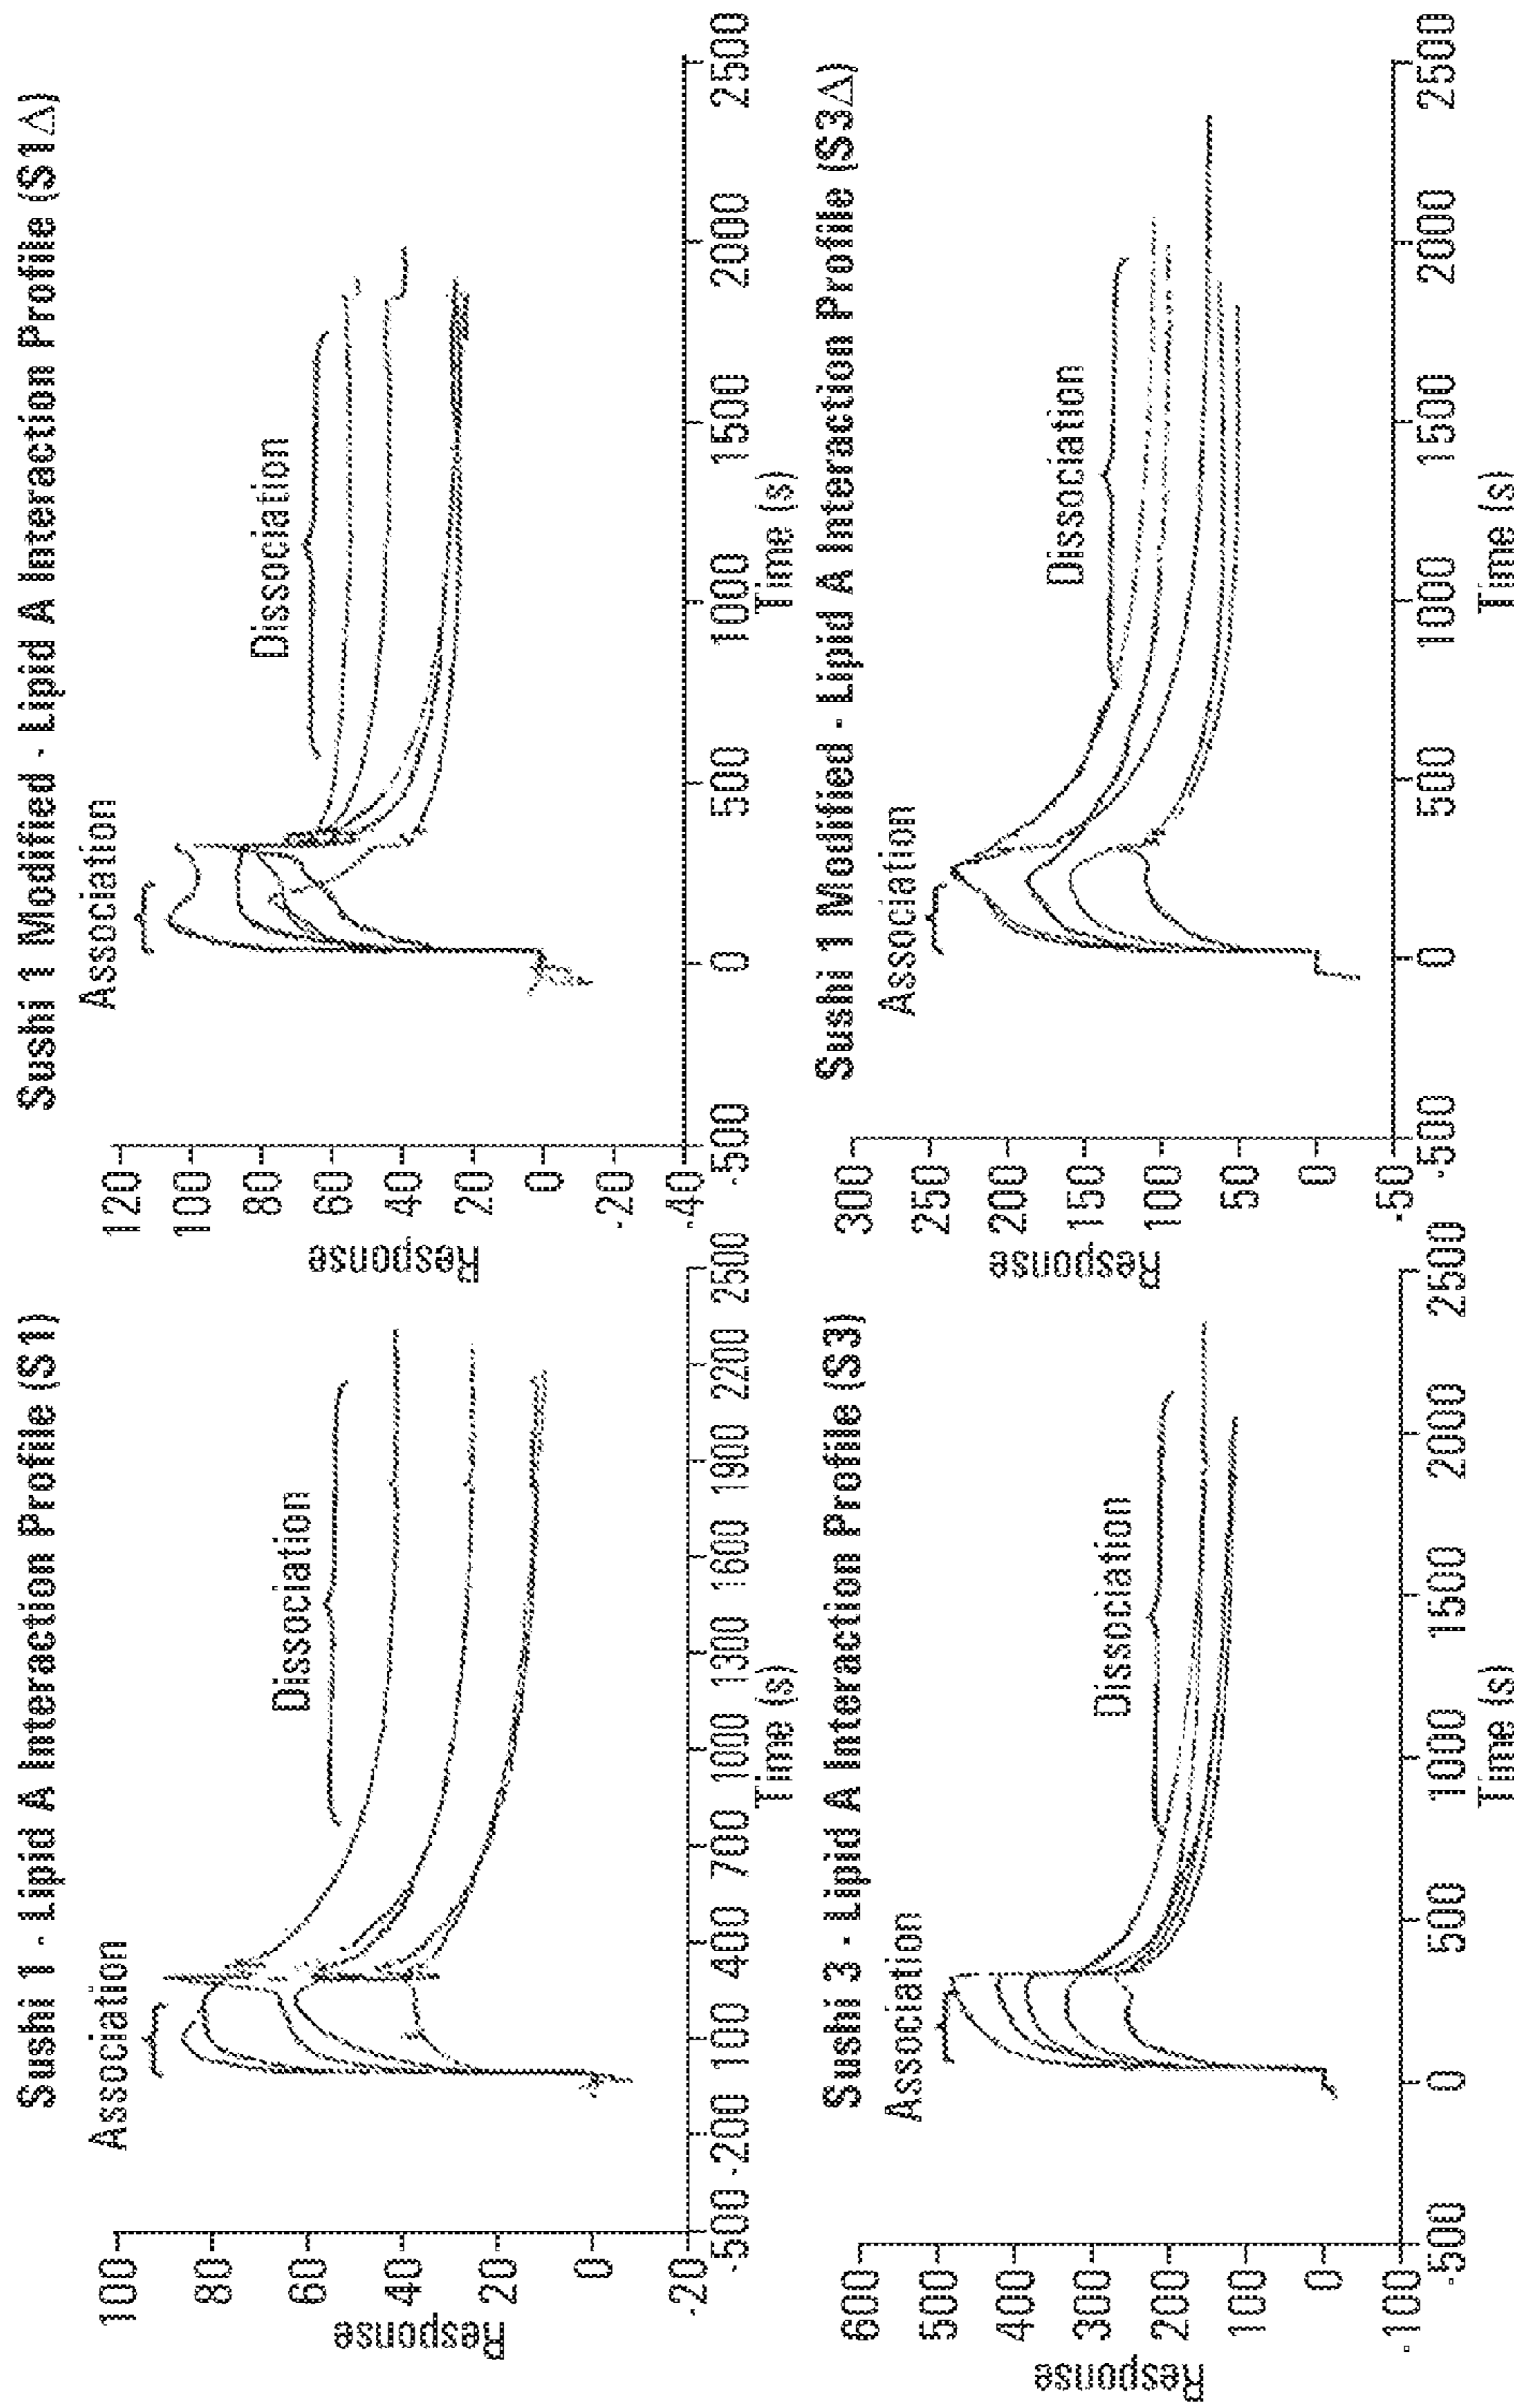 Sushi 1 - Lipid A Interaction Profile (S1)
Association
Dissociation
Response
100
80
60
40
20
0
-20
-500 -200 100 400 700 1000 1300 1600 1900 2200 2500
Time (s)
Sushi 1 Modified - Lipid A Interaction Profile (S1Δ)
Association
Dissociation
Response
120
100
80
60
40
20
0
-20
-40
-500 0 500 1000 1500 2000 2500
Time (s)
Sushi 3 - Lipid A Interaction Profile (S3)
Association
Dissociation
Response
600
500
400
300
200
100
0
-100
-500 0 500 1000 1500 2000 2500
Time (s)
Sushi 1 Modified - Lipid A Interaction Profile (S3Δ)
Association
Dissociation
Response
300
250
200
150
100
50
0
-50
-500 0 500 1000 1500 2000 2500
Time (s)